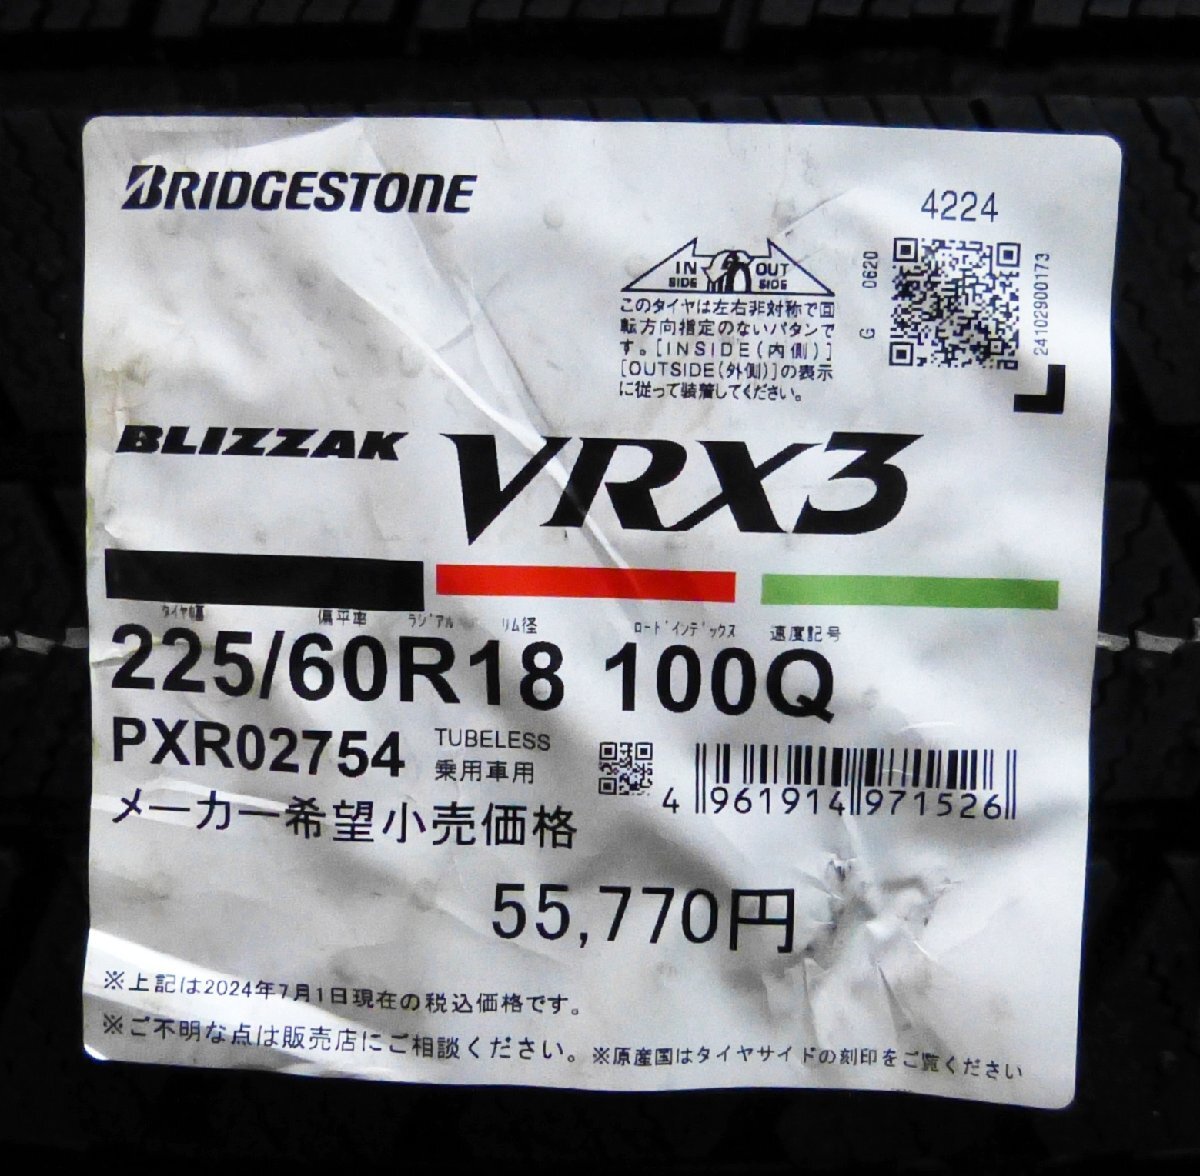 BRIDGESTONE
4224
IN SIDE
OUT SIDE
このタイヤは左右非対称で回
転方向指定のないパタンで
す。[INSIDE(内側)]
[OUTSIDE(外側)]の表示
に従って装着してください。
G 0620
24102900173
BLIZZAK VRX3
タイヤ幅 偏平率 ラジアル リム径 ロードインデックス 速度記号
225/60R18 100Q
PXR02754
TUBELESS
乗用車用
4 961914 971526
メーカー希望小売価格
55,770円
※上記は2024年7月1日現在の税込価格です。
※ご不明な点は販売店にご相談ください。※原産国はタイヤサイドの刻印をご覧ください